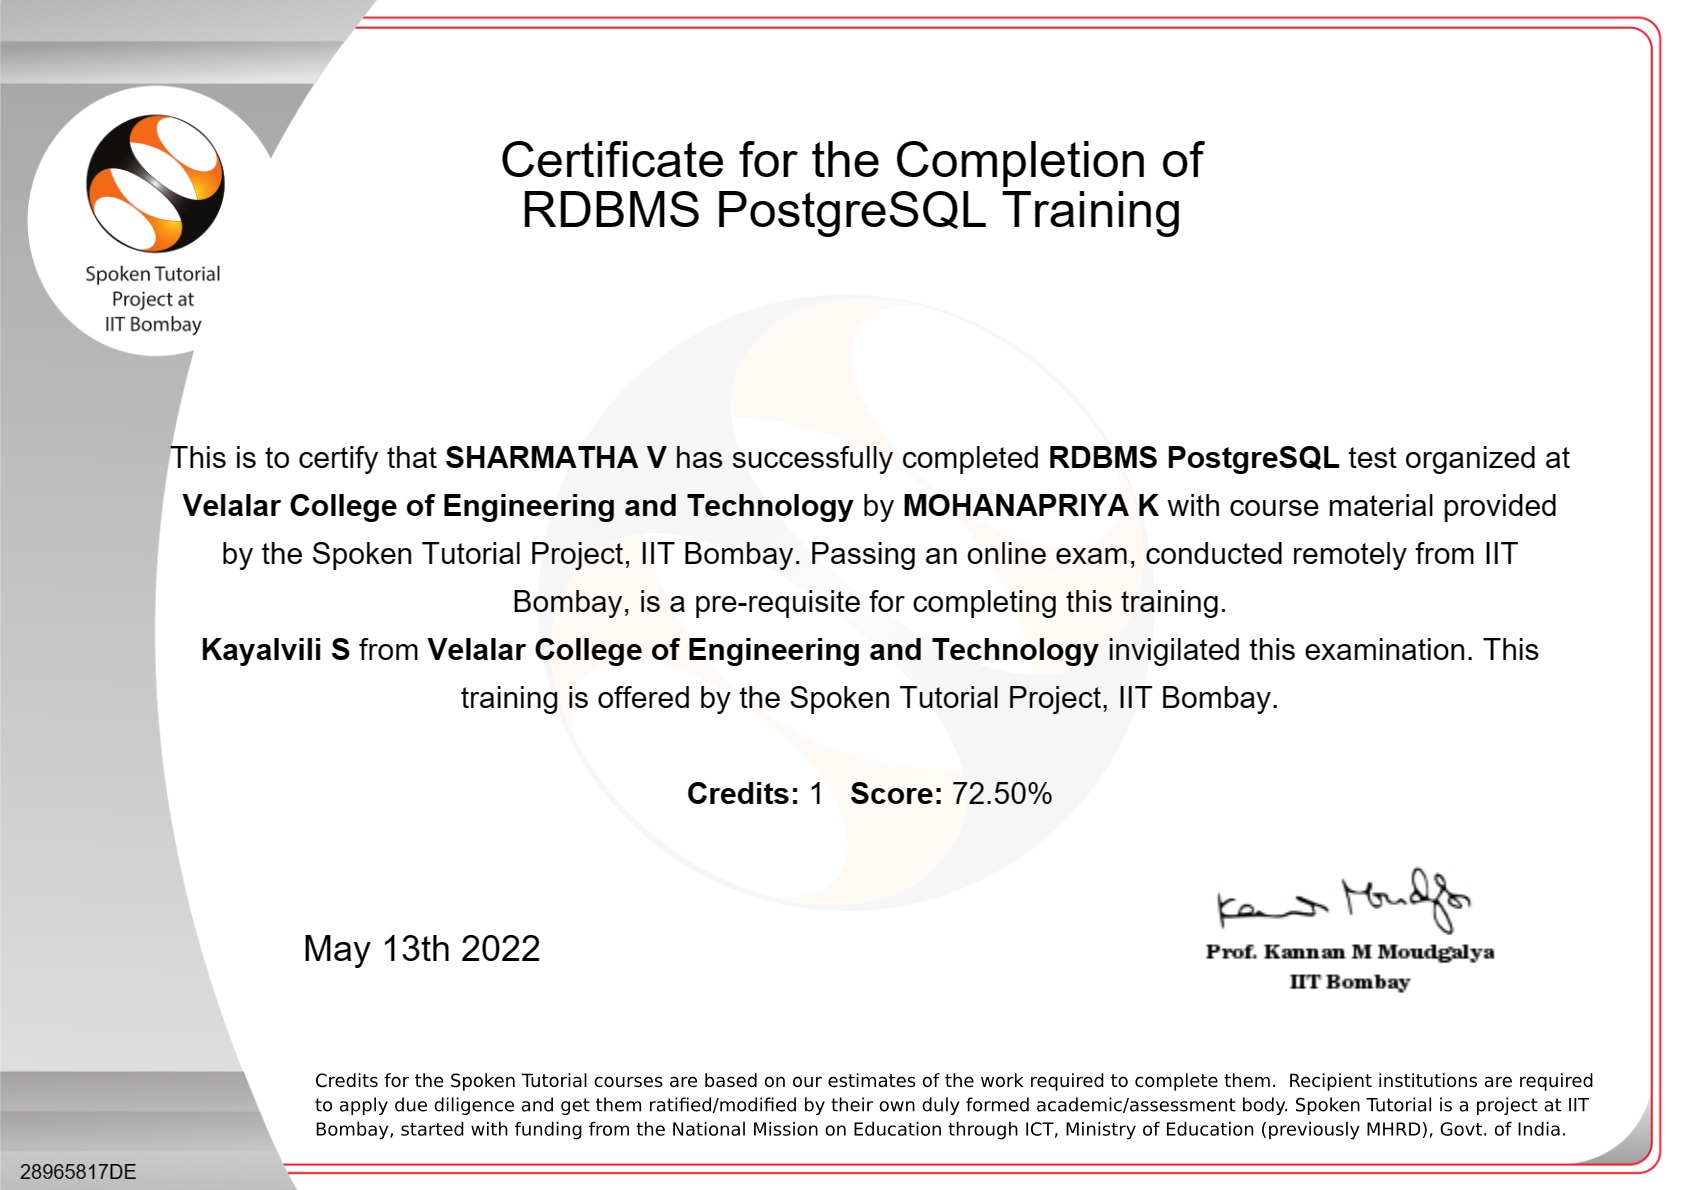 Spoken Tutorial
Project at
IIT Bombay
Certificate for the Completion of
RDBMS PostgreSQL Training
This is to certify that SHARMATHA V has successfully completed RDBMS PostgreSQL test organized at
Velalar College of Engineering and Technology by MOHANAPRIYA K with course material provided
by the Spoken Tutorial Project, IIT Bombay. Passing an online exam, conducted remotely from IIT
Bombay, is a pre-requisite for completing this training.
Kayalvili S from Velalar College of Engineering and Technology invigilated this examination. This
training is offered by the Spoken Tutorial Project, IIT Bombay.
Credits: 1 Score: 72.50%
May 13th 2022
Kannan Moudgalya
Prof. Kannan M Moudgalya
IIT Bombay
Credits for the Spoken Tutorial courses are based on our estimates of the work required to complete them. Recipient institutions are required
to apply due diligence and get them ratified/modified by their own duly formed academic/assessment body. Spoken Tutorial is a project at IIT
Bombay, started with funding from the National Mission on Education through ICT, Ministry of Education (previously MHRD), Govt. of India.
28965817DE